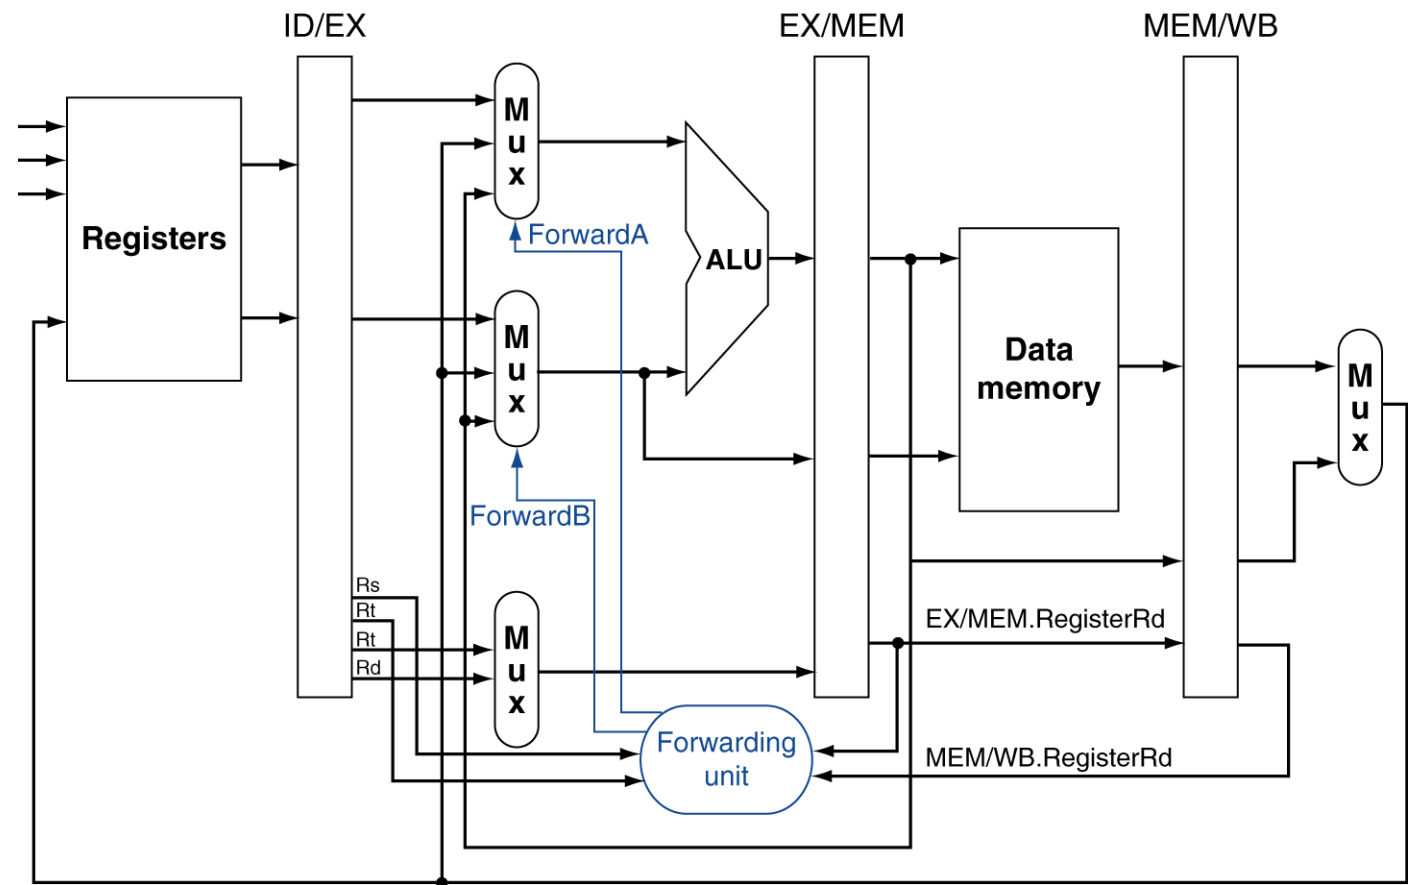 ID/EX
EX/MEM
MEM/WB
M
u
x
Registers
ForwardA
ALU
M
u
x
Data
memory
M
u
x
ForwardB
Rs
Rt
Rt
Rd
M
u
x
EX/MEM.RegisterRd
Forwarding
unit
MEM/WB.RegisterRd